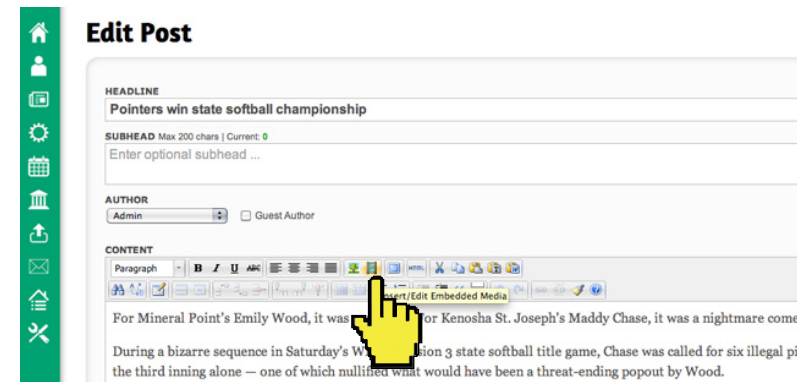 Edit Post
HEADLINE
Pointers win state softball championship
SUBHEAD Max 200 chars | Current: 0
Enter optional subhead ...
AUTHOR
Admin Guest Author
CONTENT
Paragraph B I U ABC HTML
Insert/Edit Embedded Media
For Mineral Point's Emily Wood, it was for Kenosha St. Joseph's Maddy Chase, it was a nightmare come
During a bizarre sequence in Saturday's sion 3 state softball title game, Chase was called for six illegal pi
the third inning alone — one of which nullified what would have been a threat-ending popout by Wood.